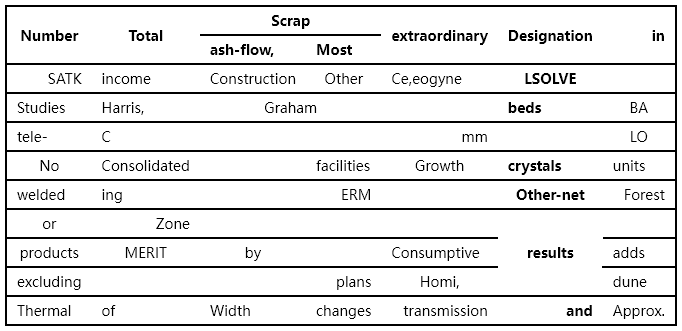 Number Total Scrap extraordinary Designation in
ash-flow, Most
SATK income Construction Other Ce,eogyne LSOLVE
Studies Harris, Graham beds BA
tele- C mm LO
No Consolidated facilities Growth crystals units
welded ing ERM Other-net Forest
or Zone
products MERIT by Consumptive results adds
excluding plans Homi, dune
Thermal of Width changes transmission and Approx.